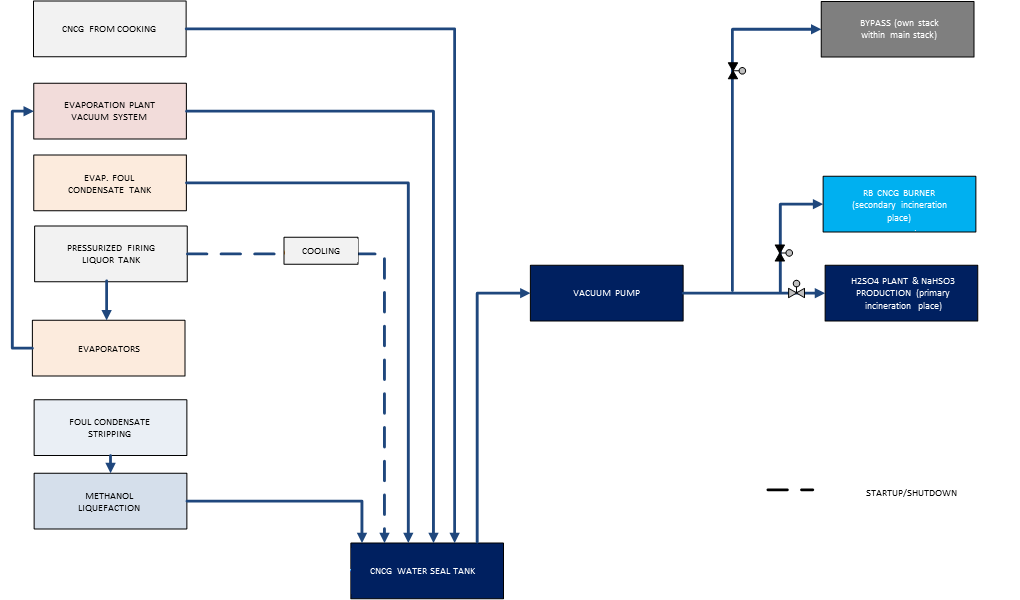 CNCG FROM COOKING
EVAPORATION PLANT
VACUUM SYSTEM
EVAP. FOUL
CONDENSATE TANK
PRESSURIZED FIRING
LIQUOR TANK
COOLING
EVAPORATORS
FOUL CONDENSATE
STRIPPING
METHANOL
LIQUEFACTION
CNCG WATER SEAL TANK
VACUUM PUMP
BYPASS (own stack
within main stack)
RB CNCG BURNER
(secondary incineration
place)
H2SO4 PLANT & NaHSO3
PRODUCTION (primary
incineration place)
STARTUP/SHUTDOWN